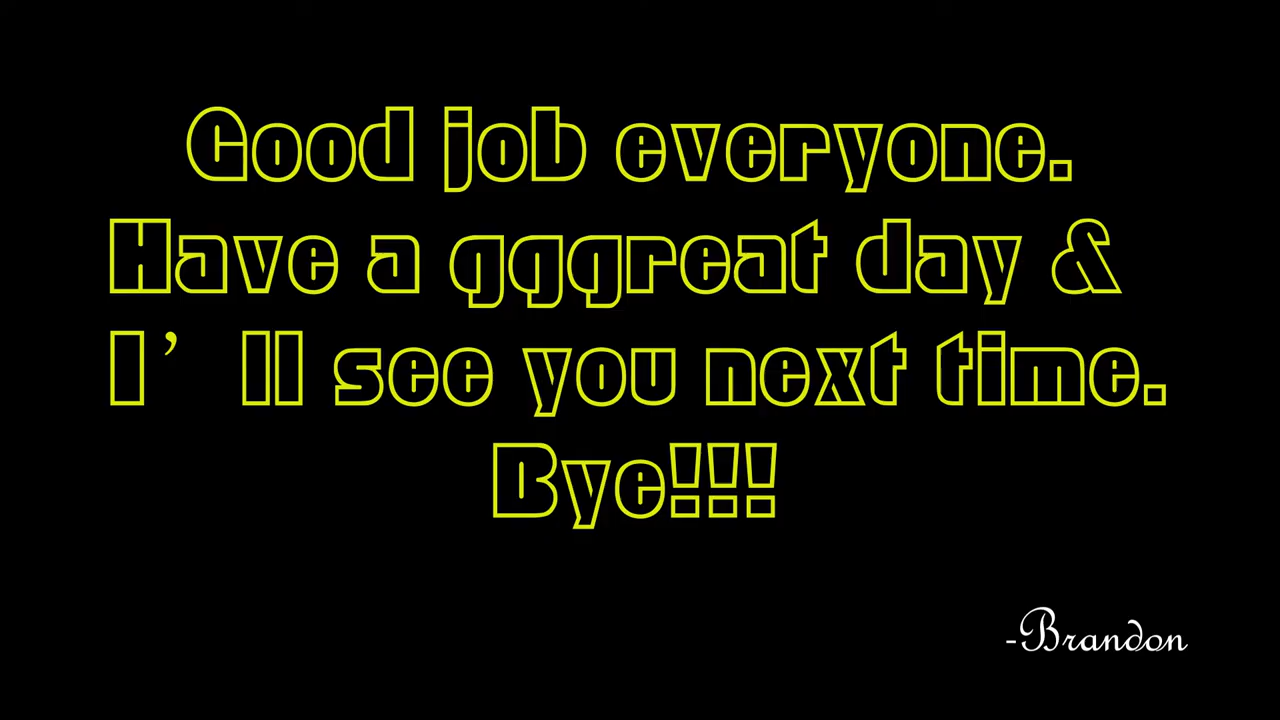 Good job everyone.
Have a gggreat day &
I’ll see you next time.
Bye!!!
-Brandon